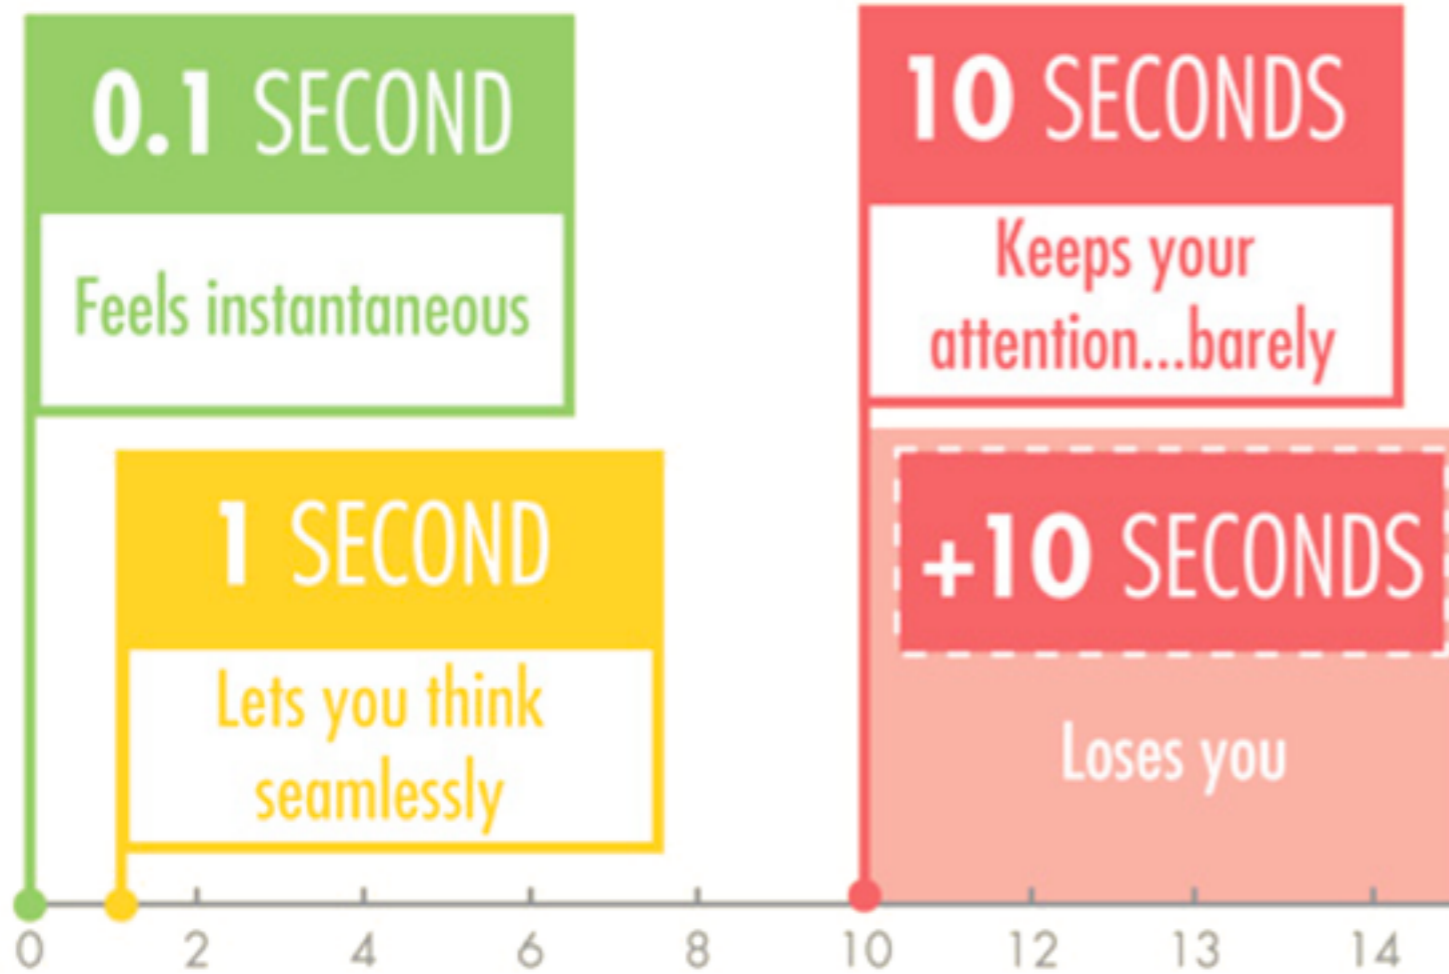 0.1 SECOND
Feels instantaneous
1 SECOND
Lets you think
seamlessly
10 SECONDS
Keeps your
attention...barely
+10 SECONDS
Loses you
0 2 4 6 8 10 12 13 14